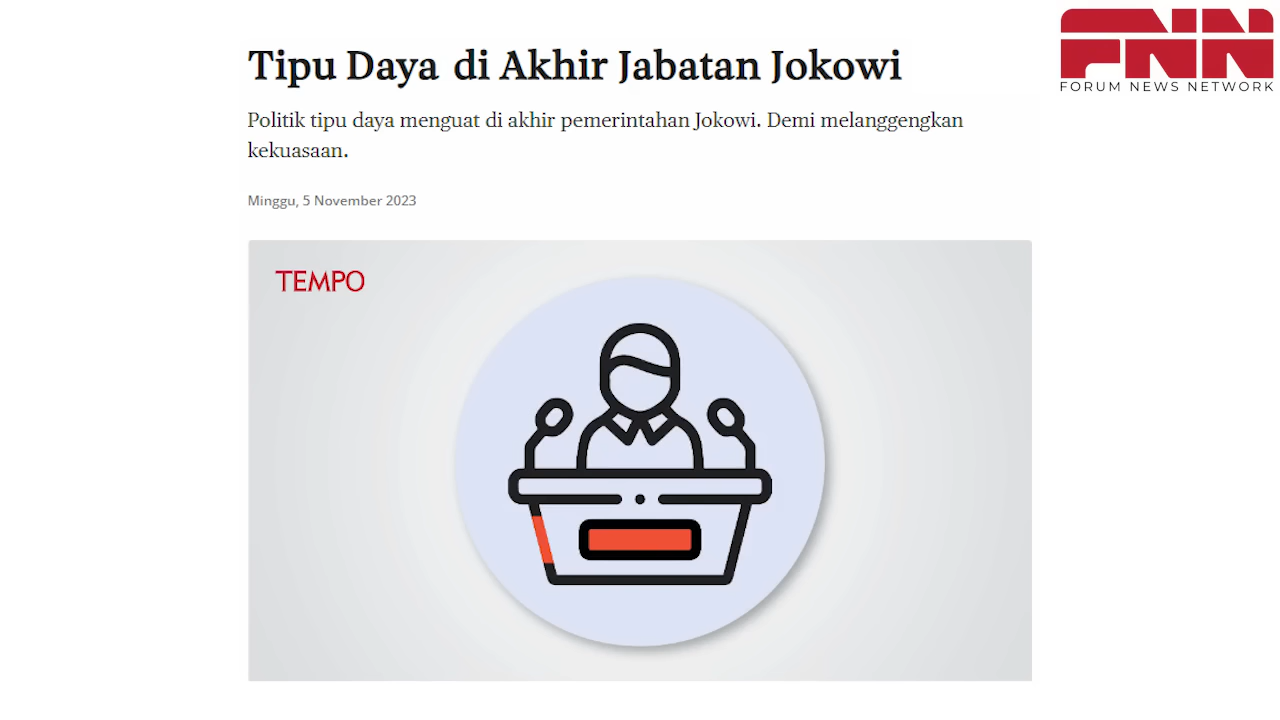 FNN
FORUM NEWS NETWORK
Tipu Daya di Akhir Jabatan Jokowi
Politik tipu daya menguat di akhir pemerintahan Jokowi. Demi melanggengkan
kekuasaan.
Minggu, 5 November 2023
TEMPO